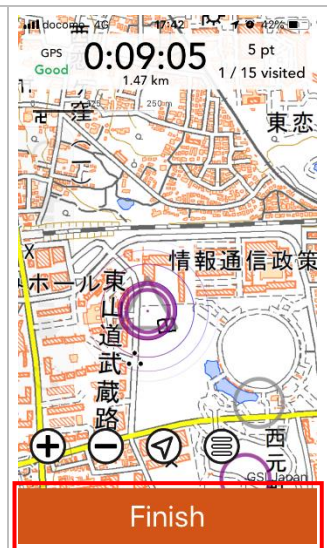 docomo 4G 17:42 42%
GPS
Good
0:09:05
1.47 km
5 pt
1 / 15 visited
窪
250m
東恋
情報通信政策
ホール
東山道武蔵路
西元
GSI Japan
Finish